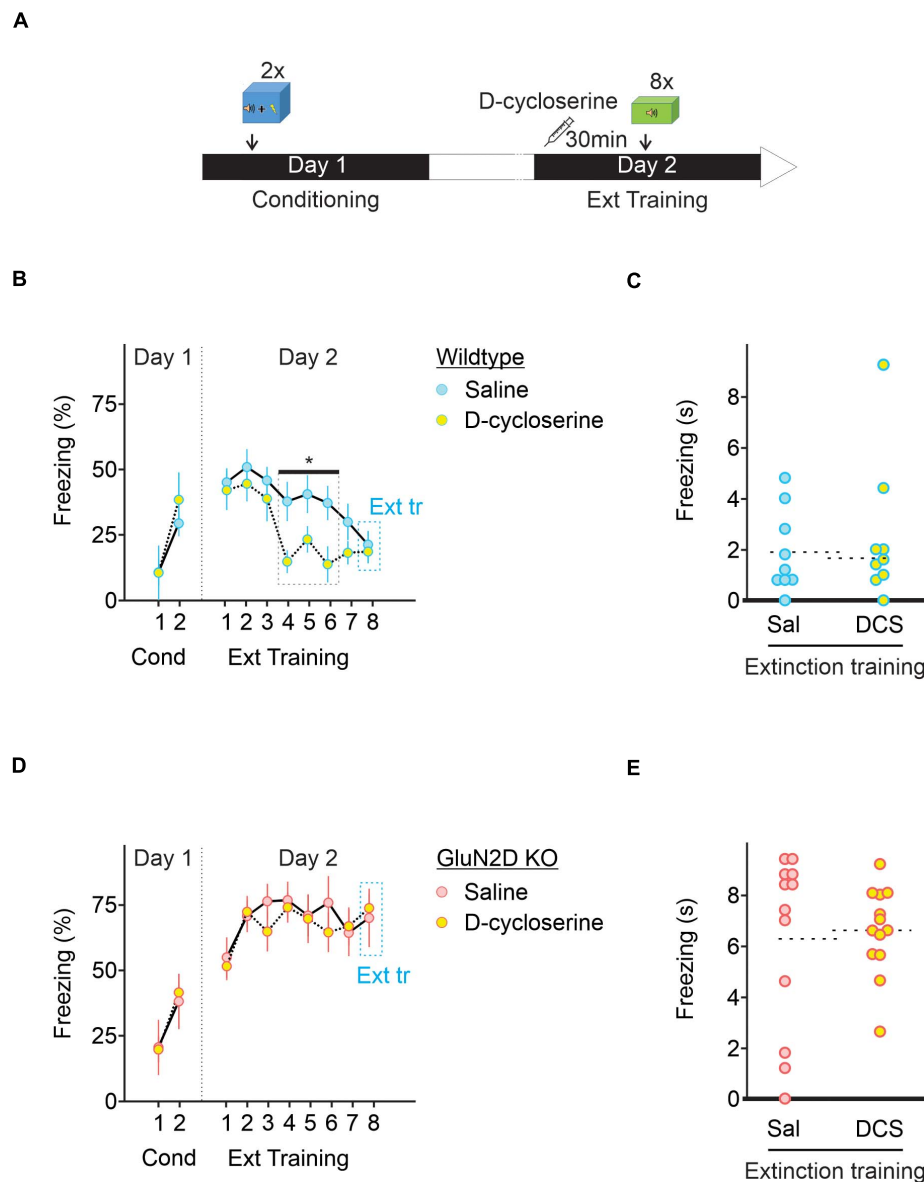 A
2x
8x
D-cycloserine
30min
+
Day 1
Day 2
Conditioning
Ext Training
B
C
Day 1
Day 2
Wildtype
Saline
D-cycloserine
*
Ext tr
Freezing (%)
75
50
25
0
1 2
1 2 3 4 5 6 7 8
Cond
Ext Training
Freezing (s)
8
6
4
2
0
Sal
DCS
Extinction training
D
E
Day 1
Day 2
GluN2D KO
Saline
D-cycloserine
Ext tr
Freezing (%)
75
50
25
0
1 2
1 2 3 4 5 6 7 8
Cond
Ext Training
Freezing (s)
8
6
4
2
0
Sal
DCS
Extinction training